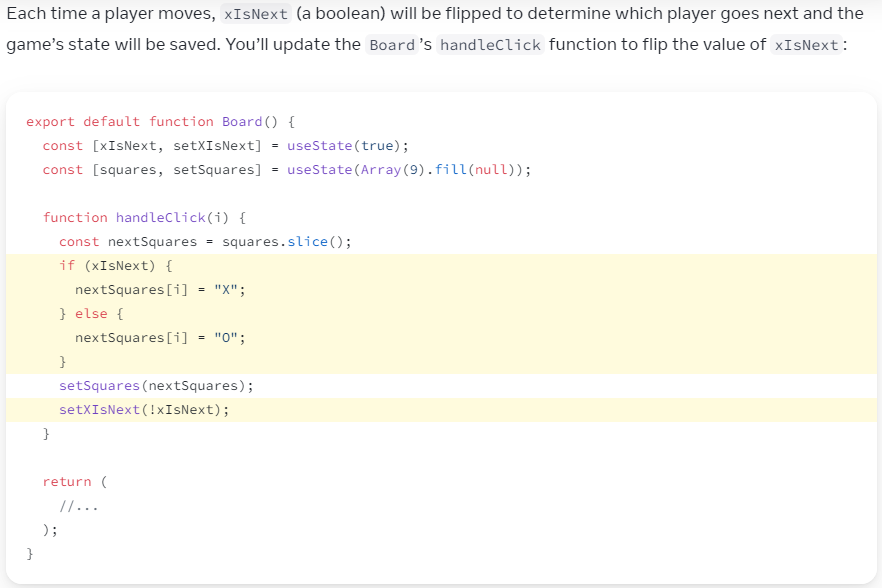 Each time a player moves, xIsNext (a boolean) will be flipped to determine which player goes next and the
game’s state will be saved. You’ll update the Board’s handleClick function to flip the value of xIsNext:
export default function Board() {
  const [xIsNext, setXIsNext] = useState(true);
  const [squares, setSquares] = useState(Array(9).fill(null));
  function handleClick(i) {
    const nextSquares = squares.slice();
    if (xIsNext) {
      nextSquares[i] = "X";
    } else {
      nextSquares[i] = "O";
    }
    setSquares(nextSquares);
    setXIsNext(!xIsNext);
  }
  return (
    //...
  );
}